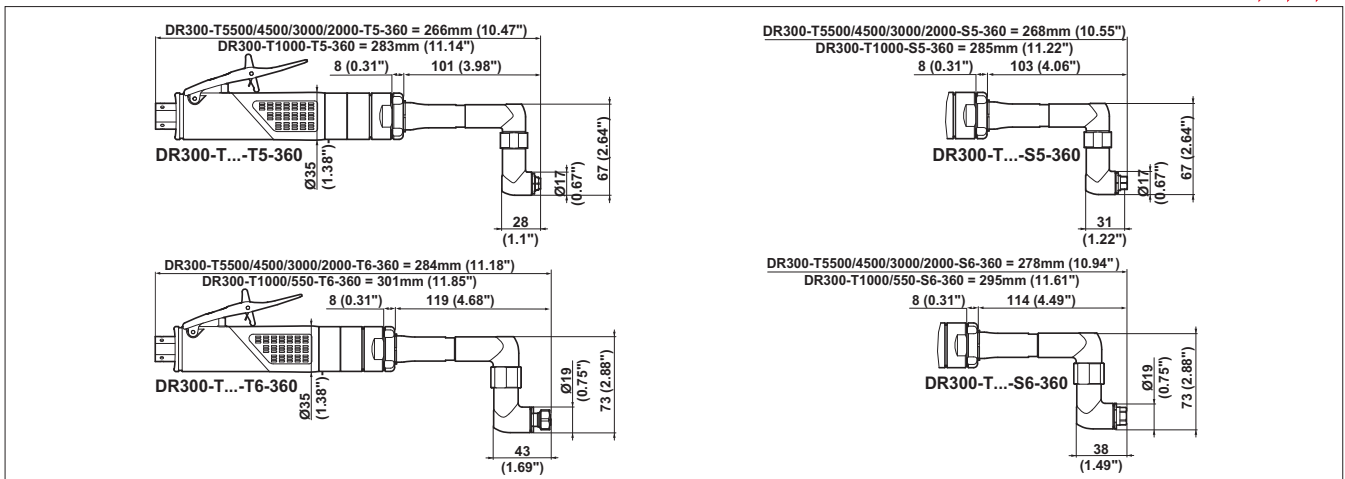 DR300-T5500/4500/3000/2000-T5-360 = 266mm (10.47")
DR300-T1000-T5-360 = 283mm (11.14")
8 (0.31") 101 (3.98")
DR300-T...-T5-360
Ø35
(1.38")
67 (2.64")
Ø17
(0.67")
28
(1.1")
DR300-T5500/4500/3000/2000-S5-360 = 268mm (10.55")
DR300-T1000-S5-360 = 285mm (11.22")
8 (0.31") 103 (4.06")
DR300-T...-S5-360
67 (2.64")
Ø17
(0.67")
31
(1.22")
DR300-T5500/4500/3000/2000-T6-360 = 284mm (11.18")
DR300-T1000/550-T6-360 = 301mm (11.85")
8 (0.31") 119 (4.68")
DR300-T...-T6-360
Ø35
(1.38")
Ø19
(0.75")
73 (2.88")
43
(1.69")
DR300-T5500/4500/3000/2000-S6-360 = 278mm (10.94")
DR300-T1000/550-S6-360 = 295mm (11.61")
8 (0.31") 114 (4.49")
DR300-T...-S6-360
Ø19
(0.75")
73 (2.88")
38
(1.49")